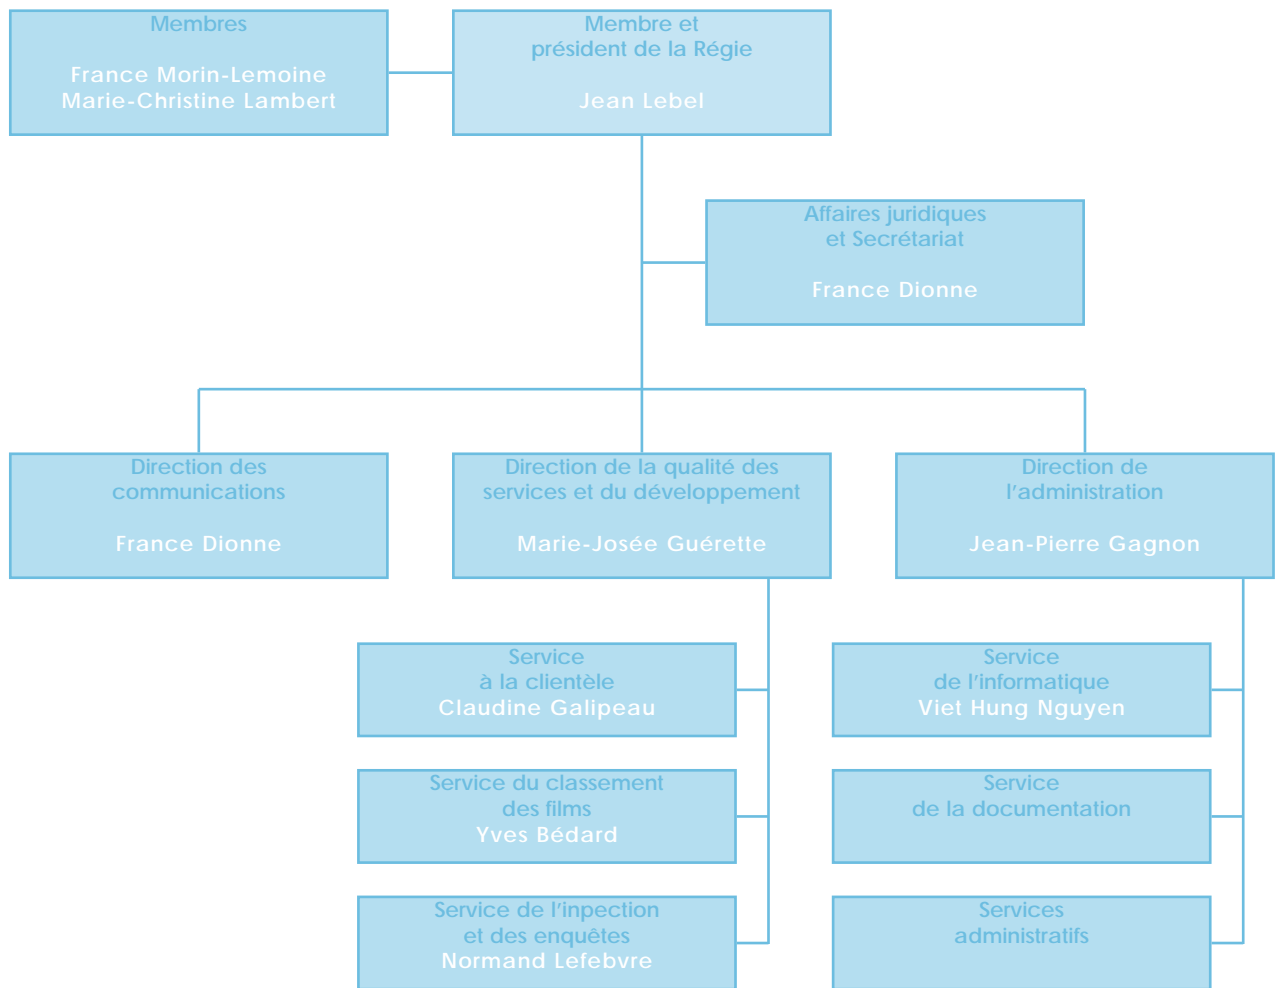 Membres
France Morin-Lemoine
Marie-Christine Lambert
Membre et
président de la Régie
Jean Lebel
Affaires juridiques
et Secrétariat
France Dionne
Direction des
communications
France Dionne
Direction de la qualité des
services et du développement
Marie-Josée Guérette
Direction de
l'administration
Jean-Pierre Gagnon
Service
à la clientèle
Claudine Galipeau
Service du classement
des films
Yves Bédard
Service de l'inpection
et des enquêtes
Normand Lefebvre
Service
de l'informatique
Viet Hung Nguyen
Service
de la documentation
Services
administratifs